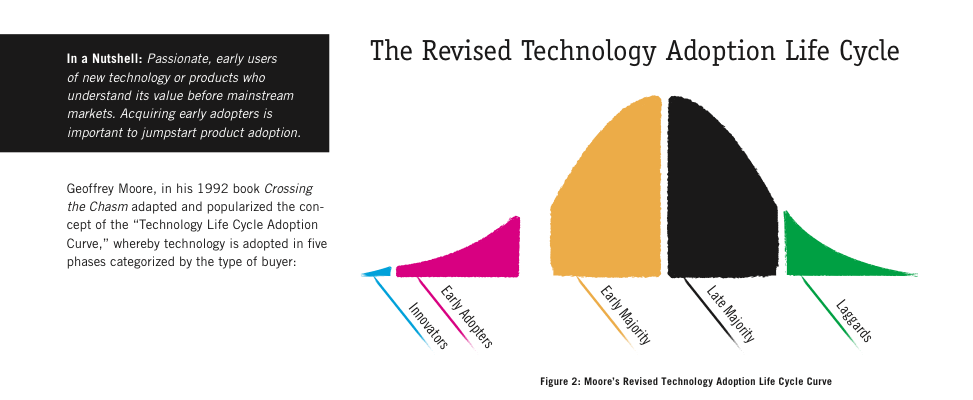 In a Nutshell: Passionate, early users
of new technology or products who
understand its value before mainstream
markets. Acquiring early adopters is
important to jumpstart product adoption.
Geoffrey Moore, in his 1992 book Crossing
the Chasm adapted and popularized the con-
cept of the “Technology Life Cycle Adoption
Curve,” whereby technology is adopted in five
phases categorized by the type of buyer:
The Revised Technology Adoption Life Cycle
Innovators
Early Adopters
Early Majority
Late Majority
Laggards
Figure 2: Moore's Revised Technology Adoption Life Cycle Curve